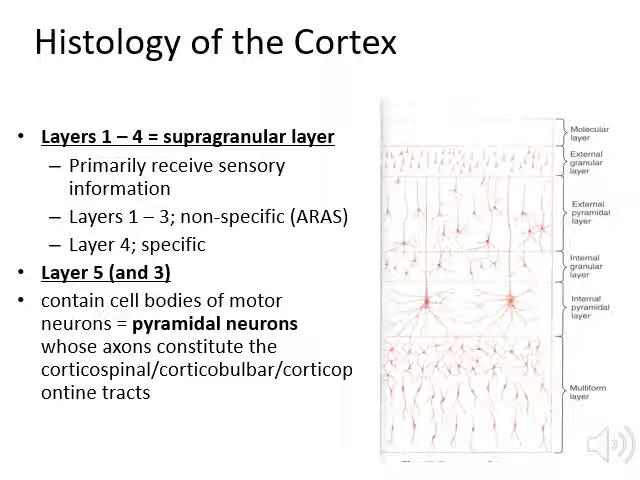 Histology of the Cortex
• Layers 1 – 4 = supragranular layer
– Primarily receive sensory
information
– Layers 1 – 3; non-specific (ARAS)
– Layer 4; specific
• Layer 5 (and 3)
• contain cell bodies of motor
neurons = pyramidal neurons
whose axons constitute the
corticospinal/corticobulbar/corticop
ontine tracts
Molecular
layer
External
granular
layer
External
pyramidal
layer
Internal
granular
layer
Internal
pyramidal
layer
Multiform
layer